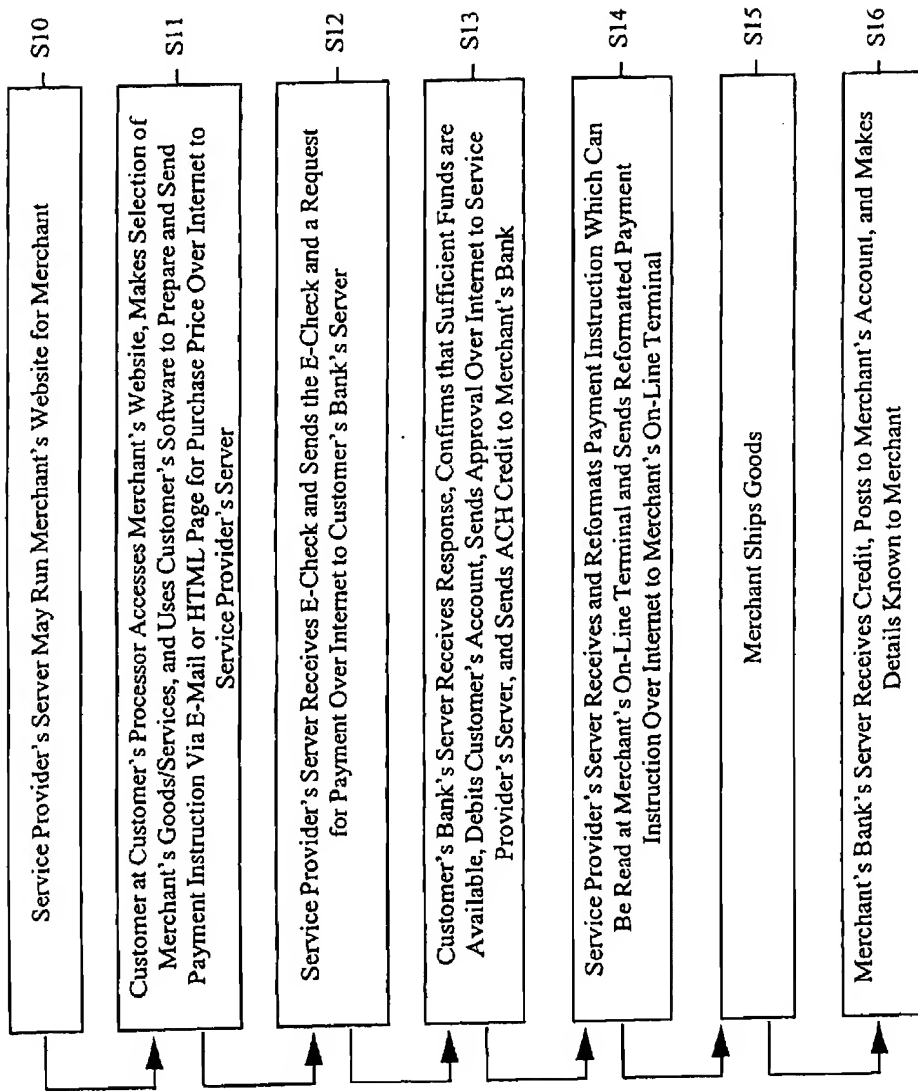 Service Provider's Server May Run Merchant's Website for Merchant
S10
Customer at Customer's Processor Accesses Merchant's Website, Makes Selection of
Merchant's Goods/Services, and Uses Customer's Software to Prepare and Send
Payment Instruction Via E-Mail or HTML Page for Purchase Price Over Internet to
Service Provider's Server
S11
Service Provider's Server Receives E-Check and Sends the E-Check and a Request
for Payment Over Internet to Customer's Bank's Server
S12
Customer's Bank's Server Receives Response, Confirms that Sufficient Funds are
Available, Debits Customer's Account, Sends Approval Over Internet to Service
Provider's Server, and Sends ACH Credit to Merchant's Bank
S13
Service Provider's Server Receives and Reformats Payment Instruction Which Can
Be Read at Merchant's On-Line Terminal and Sends Reformatted Payment
Instruction Over Internet to Merchant's On-Line Terminal
S14
Merchant Ships Goods
S15
Merchant's Bank's Server Receives Credit, Posts to Merchant's Account, and Makes
Details Known to Merchant
S16